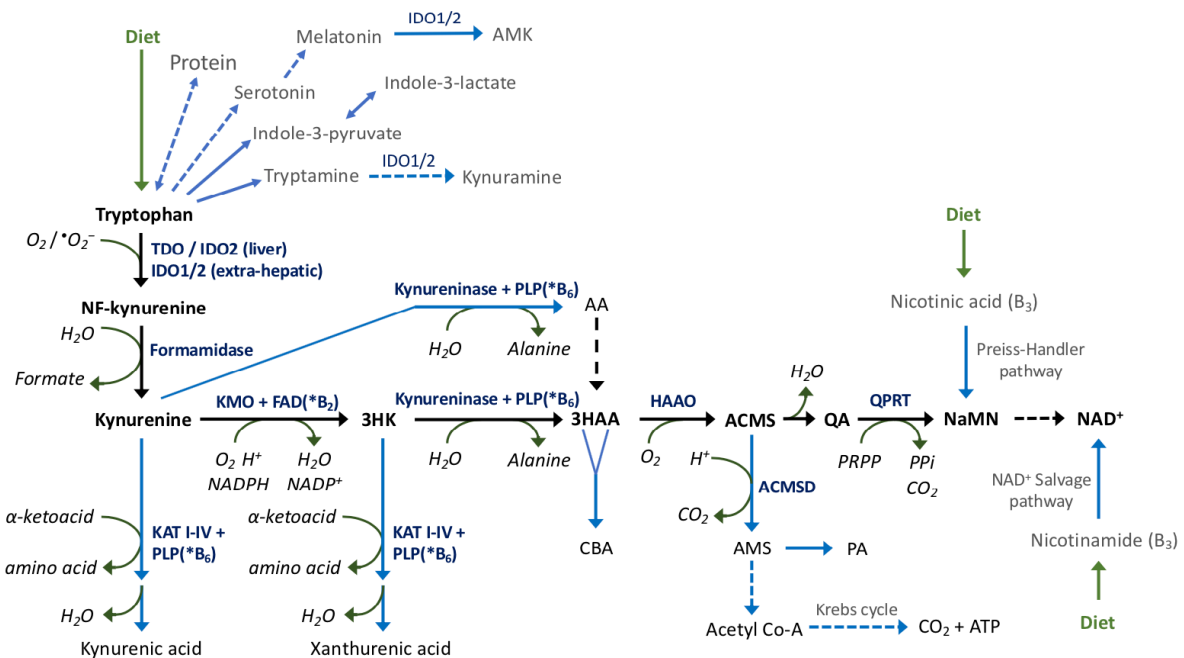 IDO1/2
Diet
Melatonin
AMK
Protein
Serotonin
Indole-3-lactate
Indole-3-pyruvate
IDO1/2
Tryptamine
Kynuramine
Tryptophan
Diet
O₂ / •O₂⁻
TDO / IDO2 (liver)
IDO1/2 (extra-hepatic)
Kynureninase + PLP(*B₆)
NF-kynurenine
AA
Nicotinic acid (B₃)
H₂O
Formamidase
H₂O
Alanine
Preiss-Handler
pathway
Formate
H₂O
KMO + FAD(*B₂)
Kynureninase + PLP(*B₆)
HAAO
QPRT
Kynurenine
3HK
3HAA
ACMS
QA
NaMN
NAD⁺
O₂ H⁺
NADPH
H₂O
NADP⁺
H₂O
Alanine
O₂
H⁺
PRPP
PPi
CO₂
ACMSD
NAD⁺ Salvage
pathway
CO₂
α-ketoacid
KAT I-IV +
PLP(*B₆)
amino acid
α-ketoacid
KAT I-IV +
PLP(*B₆)
amino acid
CBA
AMS
PA
Nicotinamide (B₃)
H₂O
H₂O
Krebs cycle
Acetyl Co-A
CO₂ + ATP
Diet
Kynurenic acid
Xanthurenic acid